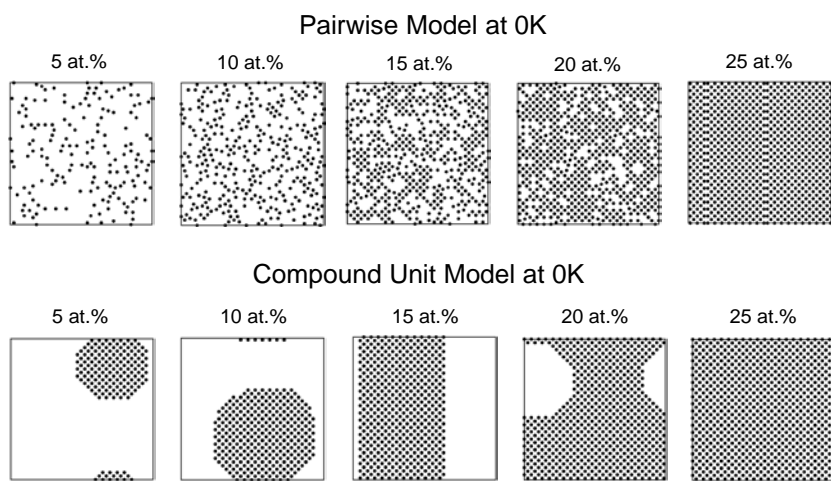 Pairwise Model at 0K
5 at.% 10 at.% 15 at.% 20 at.% 25 at.%
Compound Unit Model at 0K
5 at.% 10 at.% 15 at.% 20 at.% 25 at.%